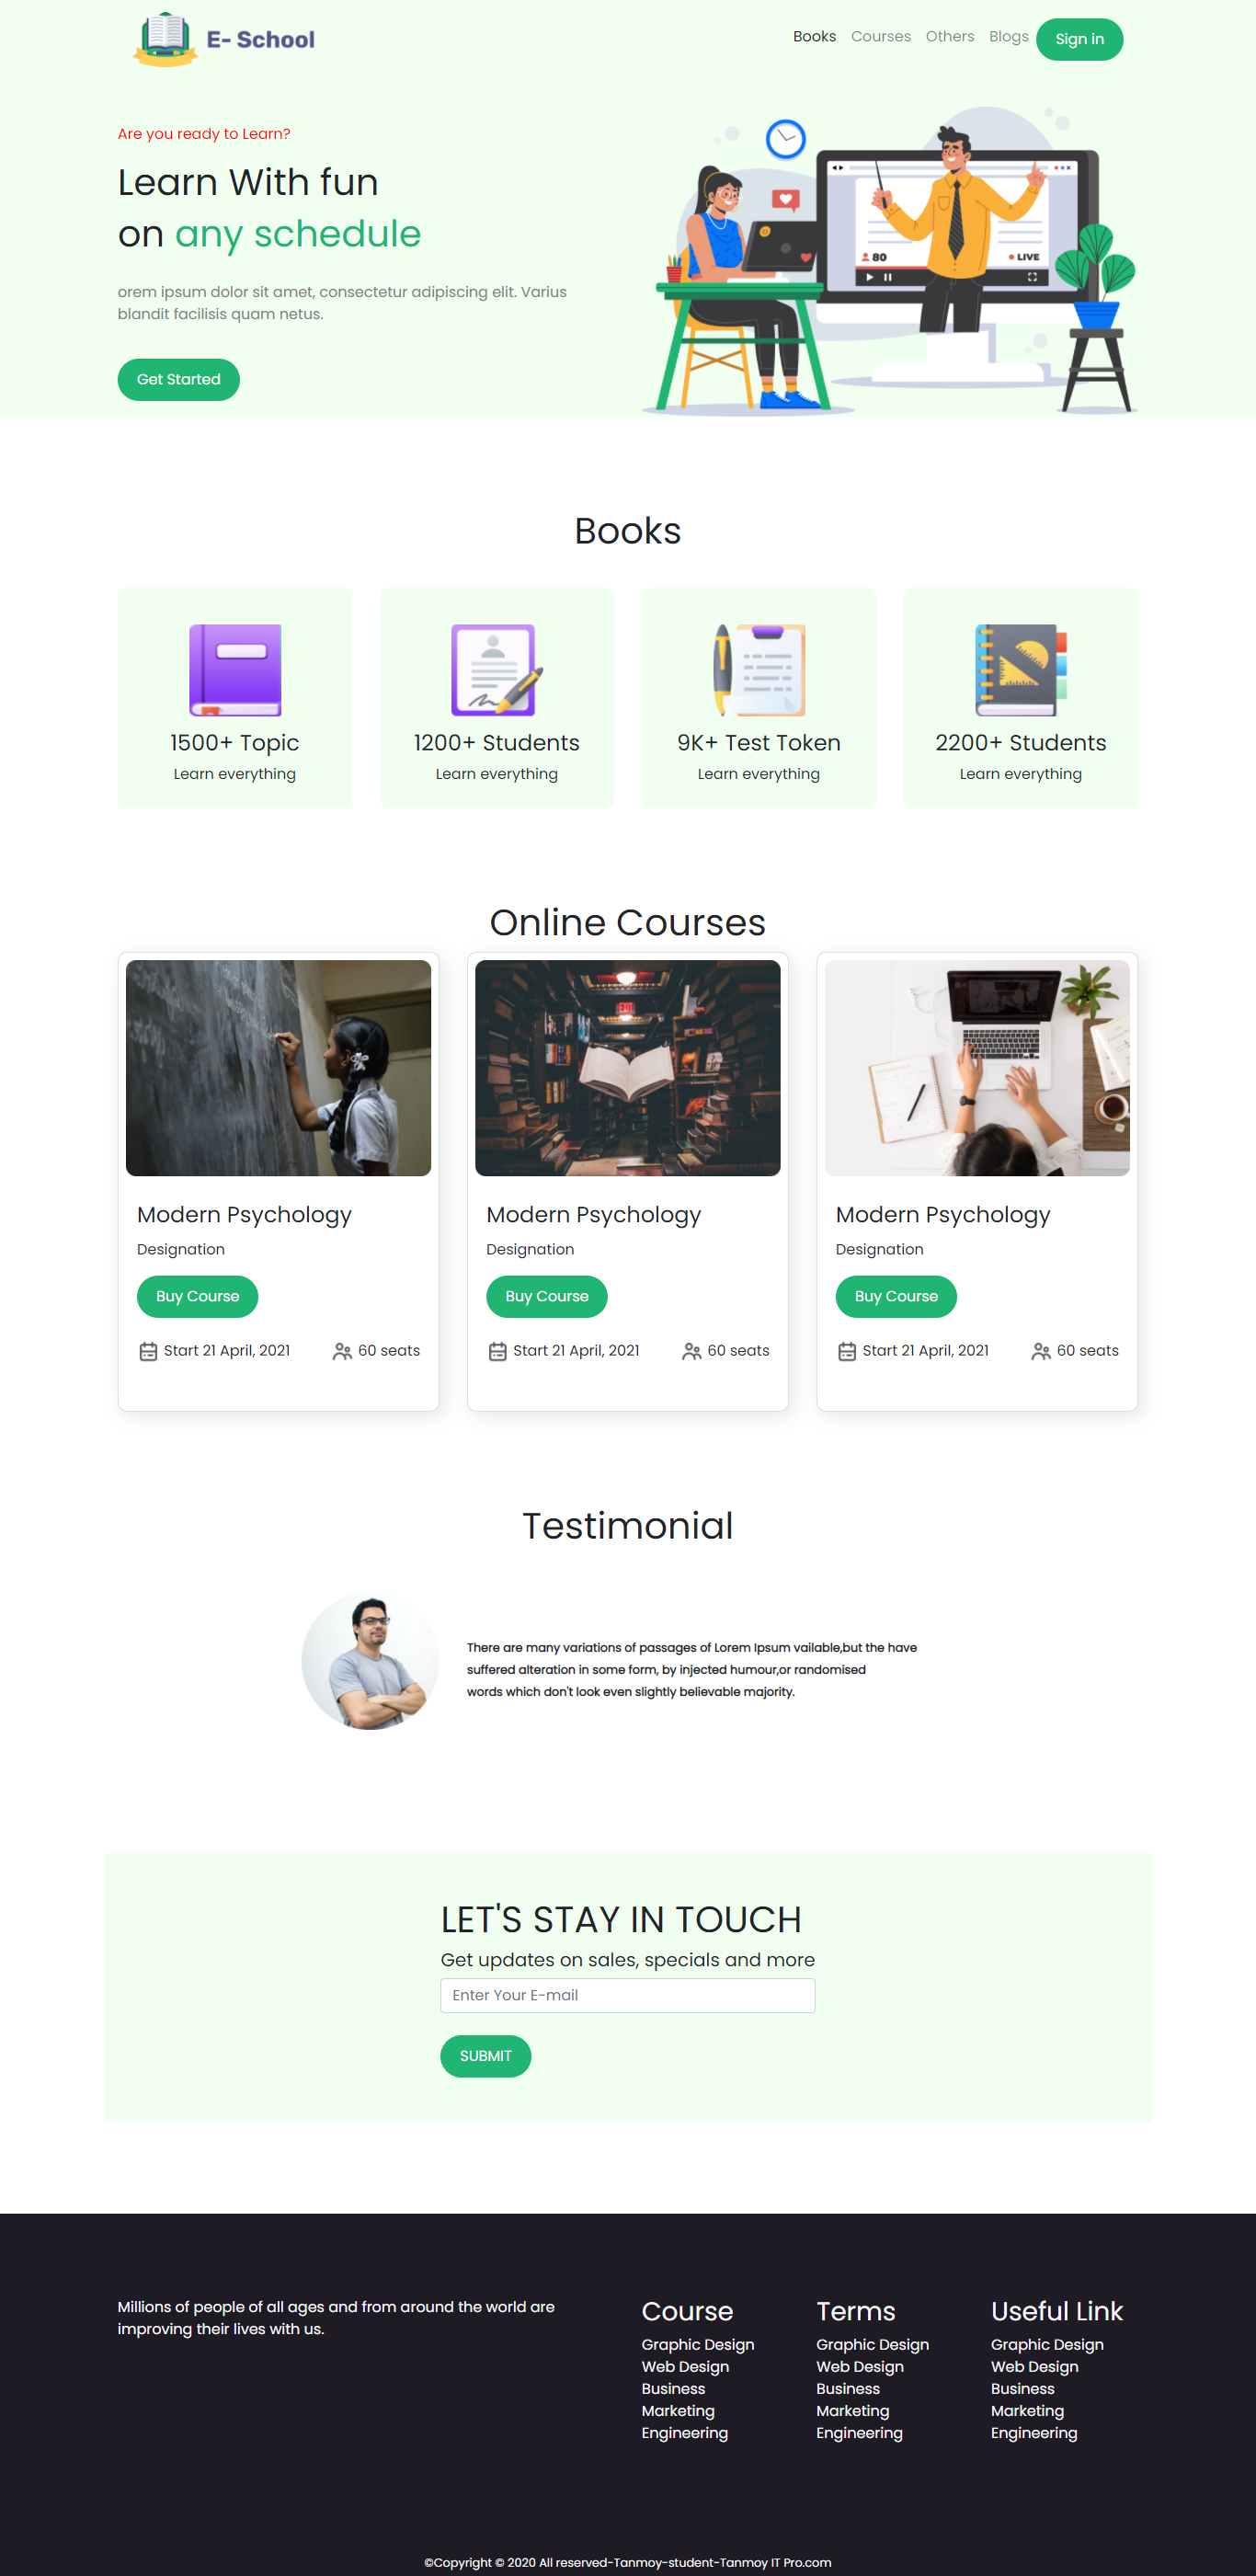 E- School
Books Courses Others Blogs Sign in
Are you ready to Learn?
Learn With fun
on any schedule
orem ipsum dolor sit amet, consectetur adipiscing elit. Varius
blandit facilisis quam netus.
Get Started
80
LIVE
Books
1500+ Topic
Learn everything
1200+ Students
Learn everything
9K+ Test Token
Learn everything
2200+ Students
Learn everything
Online Courses
EXIT
Modern Psychology
Designation
Buy Course
Start 21 April, 2021 60 seats
Modern Psychology
Designation
Buy Course
Start 21 April, 2021 60 seats
Modern Psychology
Designation
Buy Course
Start 21 April, 2021 60 seats
Testimonial
There are many variations of passages of Lorem Ipsum vailable,but the have
suffered alteration in some form, by injected humour,or randomised
words which don't look even slightly believable majority.
LET'S STAY IN TOUCH
Get updates on sales, specials and more
Enter Your E-mail
SUBMIT
Millions of people of all ages and from around the world are
improving their lives with us.
Course
Graphic Design
Web Design
Business
Marketing
Engineering
Terms
Graphic Design
Web Design
Business
Marketing
Engineering
Useful Link
Graphic Design
Web Design
Business
Marketing
Engineering
©Copyright © 2020 All reserved-Tanmoy-student-Tanmoy IT Pro.com